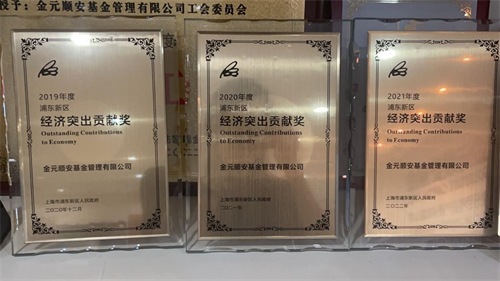 授予：金元顺安基金管理有限公司工会委员会
2019年度
浦东新区
经济突出贡献奖
Outstanding Contributions
to Economy
金元顺安基金管理有限公司
上海市浦东新区人民政府
二〇二〇年十二月
2020年度
浦东新区
经济突出贡献奖
Outstanding Contributions
to Economy
金元顺安基金管理有限公司
上海市浦东新区人民政府
二〇二一年
2021年度
浦东新区
经济突出贡献奖
Outstanding Contributions
to Economy
金元顺安基金管理有限公司
上海市浦东新区人民政府
二〇二二年